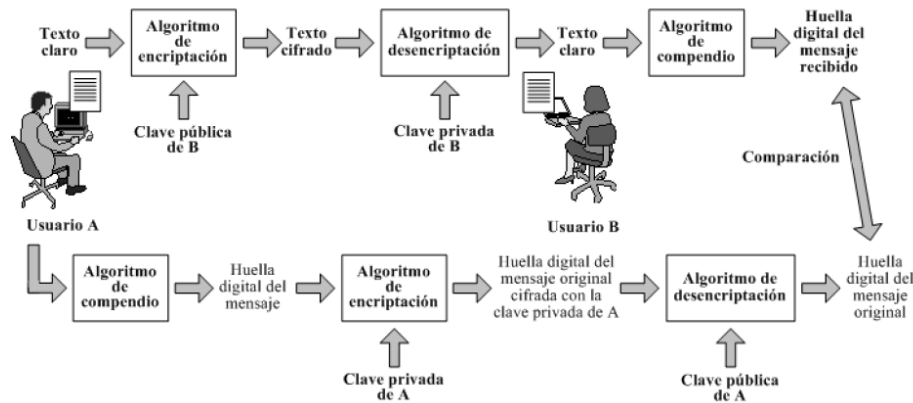 Texto
claro
Algoritmo
de
encriptación
Texto
cifrado
Algoritmo de
desencriptación
Texto
claro
Algoritmo
de
compendio
Huella
digital del
mensaje
recibido
Clave pública
de B
Clave privada
de B
Comparación
Usuario A
Usuario B
Algoritmo
de
compendio
Huella
digital del
mensaje
Algoritmo
de
encriptación
Huella digital del
mensaje original
cifrada con la
clave privada de A
Algoritmo de
desencriptación
Huella
digital del
mensaje
original
Clave privada
de A
Clave pública
de A